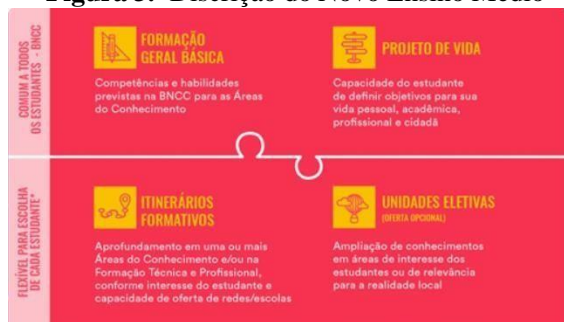 Figura 3. Discrição do Novo Ensino Médio
COMUM A TODOS
OS ESTUDANTES - BNCC
FORMAÇÃO
GERAL BÁSICA
Competências e habilidades
previstas na BNCC para as Áreas
do Conhecimento
PROJETO DE VIDA
Capacidade do estudante
de definir objetivos para sua
vida pessoal, acadêmica,
profissional e cidadã
FLEXÍVEL PARA ESCOLHA
DE CADA ESTUDANTE*
ITINERÁRIOS
FORMATIVOS
Aprofundamento em uma ou mais
Áreas do Conhecimento e/ou na
Formação Técnica e Profissional,
conforme interesse do estudante e
capacidade de oferta de redes/escolas
UNIDADES ELETIVAS
(OFERTA OPCIONAL)
Ampliação de conhecimentos
em áreas de interesse dos
estudantes ou de relevância
para a realidade local